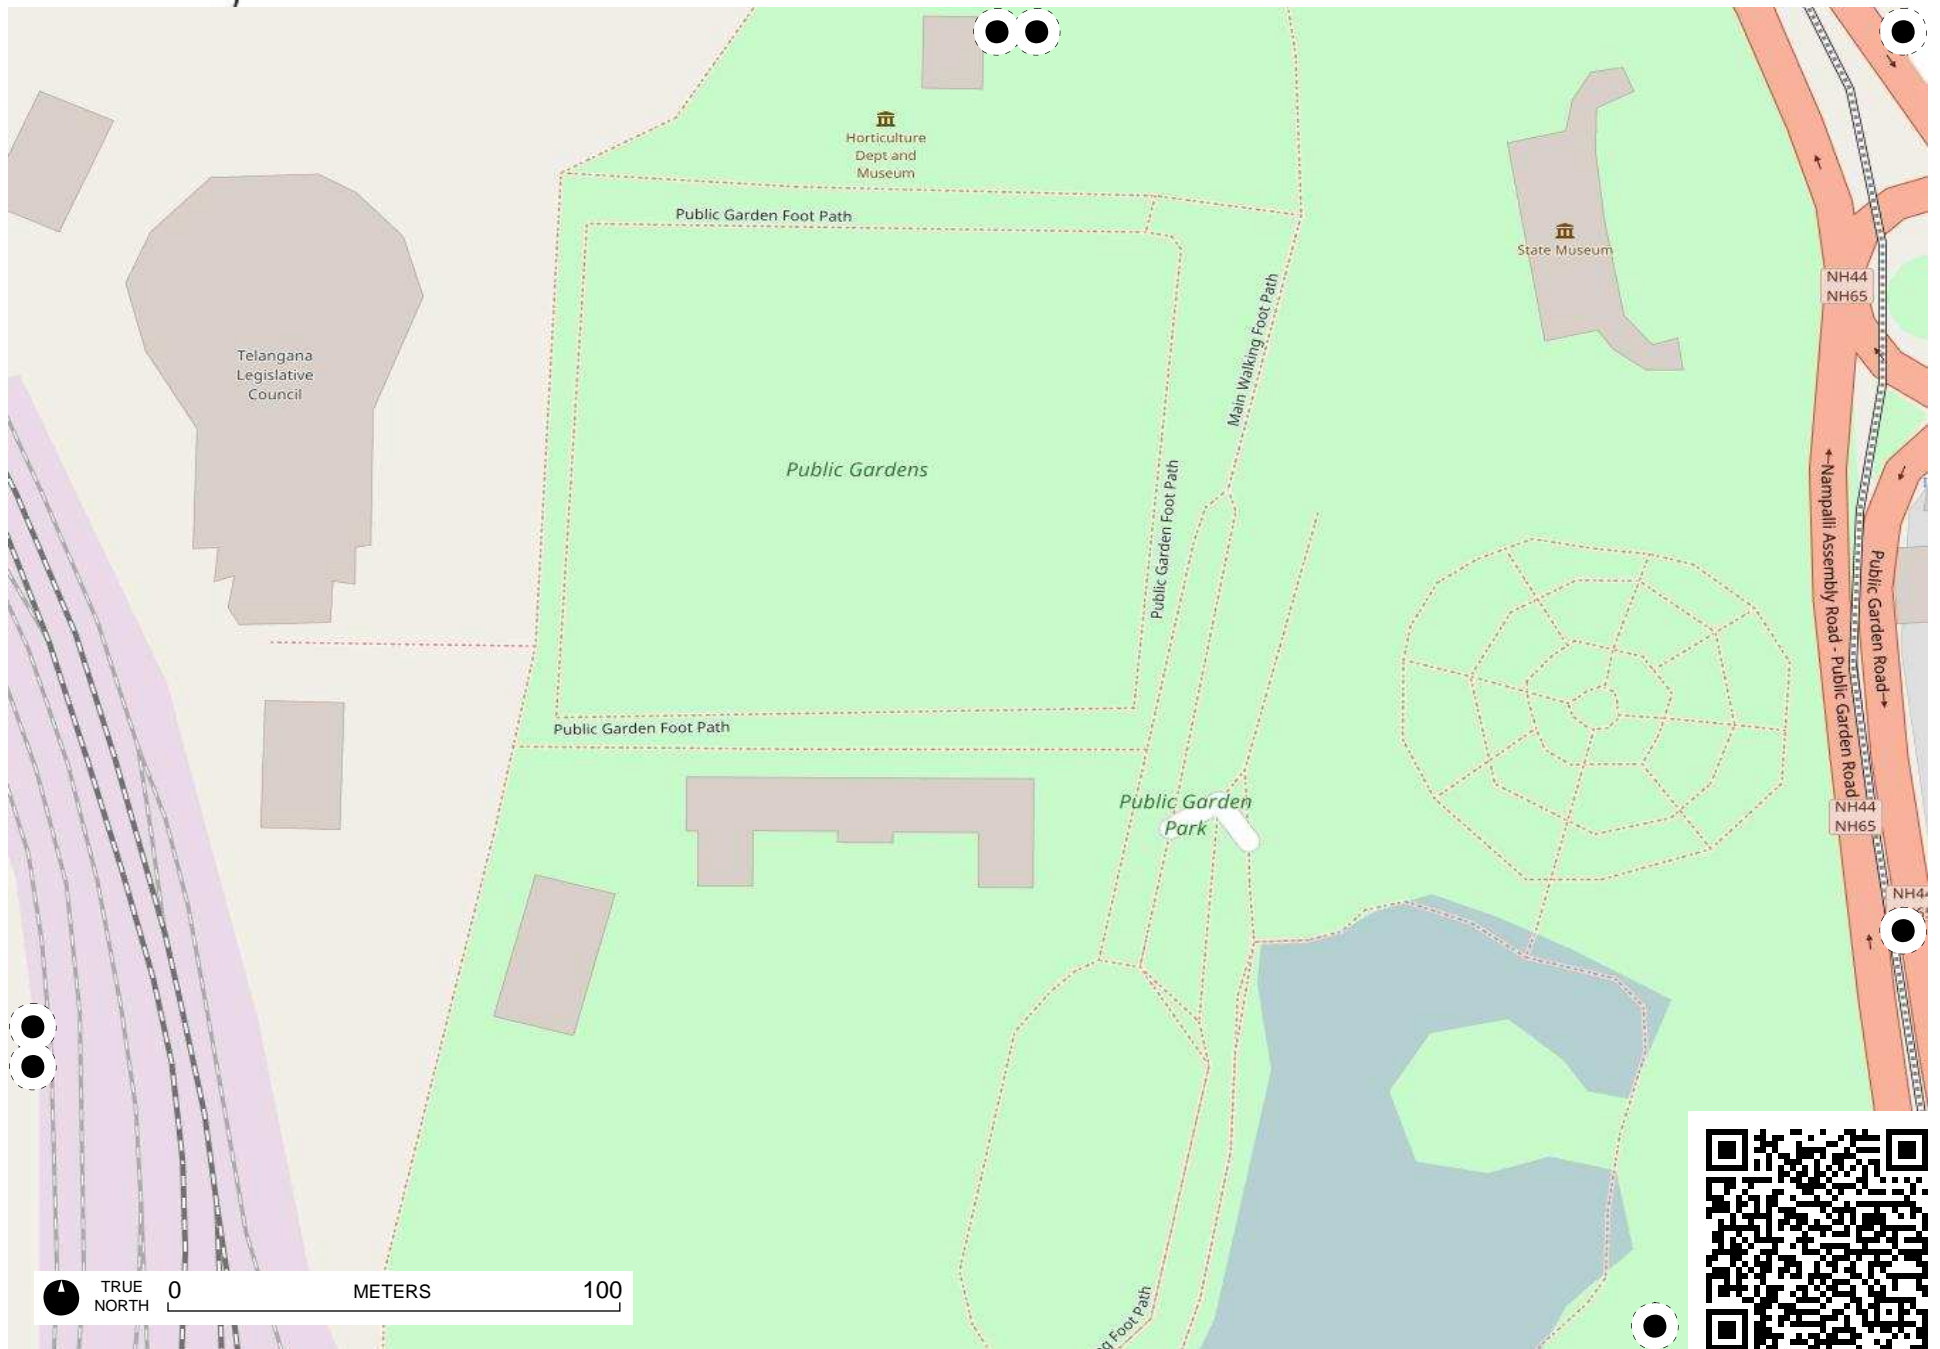 Horticulture
Dept and
Museum
Public Garden Foot Path
State Museum
NH44
NH65
Main Walking Foot Path
Telangana
Legislative
Council
Public Gardens
Public Garden Foot Path
←Nampalli Assembly Road - Public Garden Road
Public Garden Road→
Public Garden Foot Path
Public Garden
Park
NH44
NH65
NH44
TRUE
NORTH
0
METERS
100
Foot Path